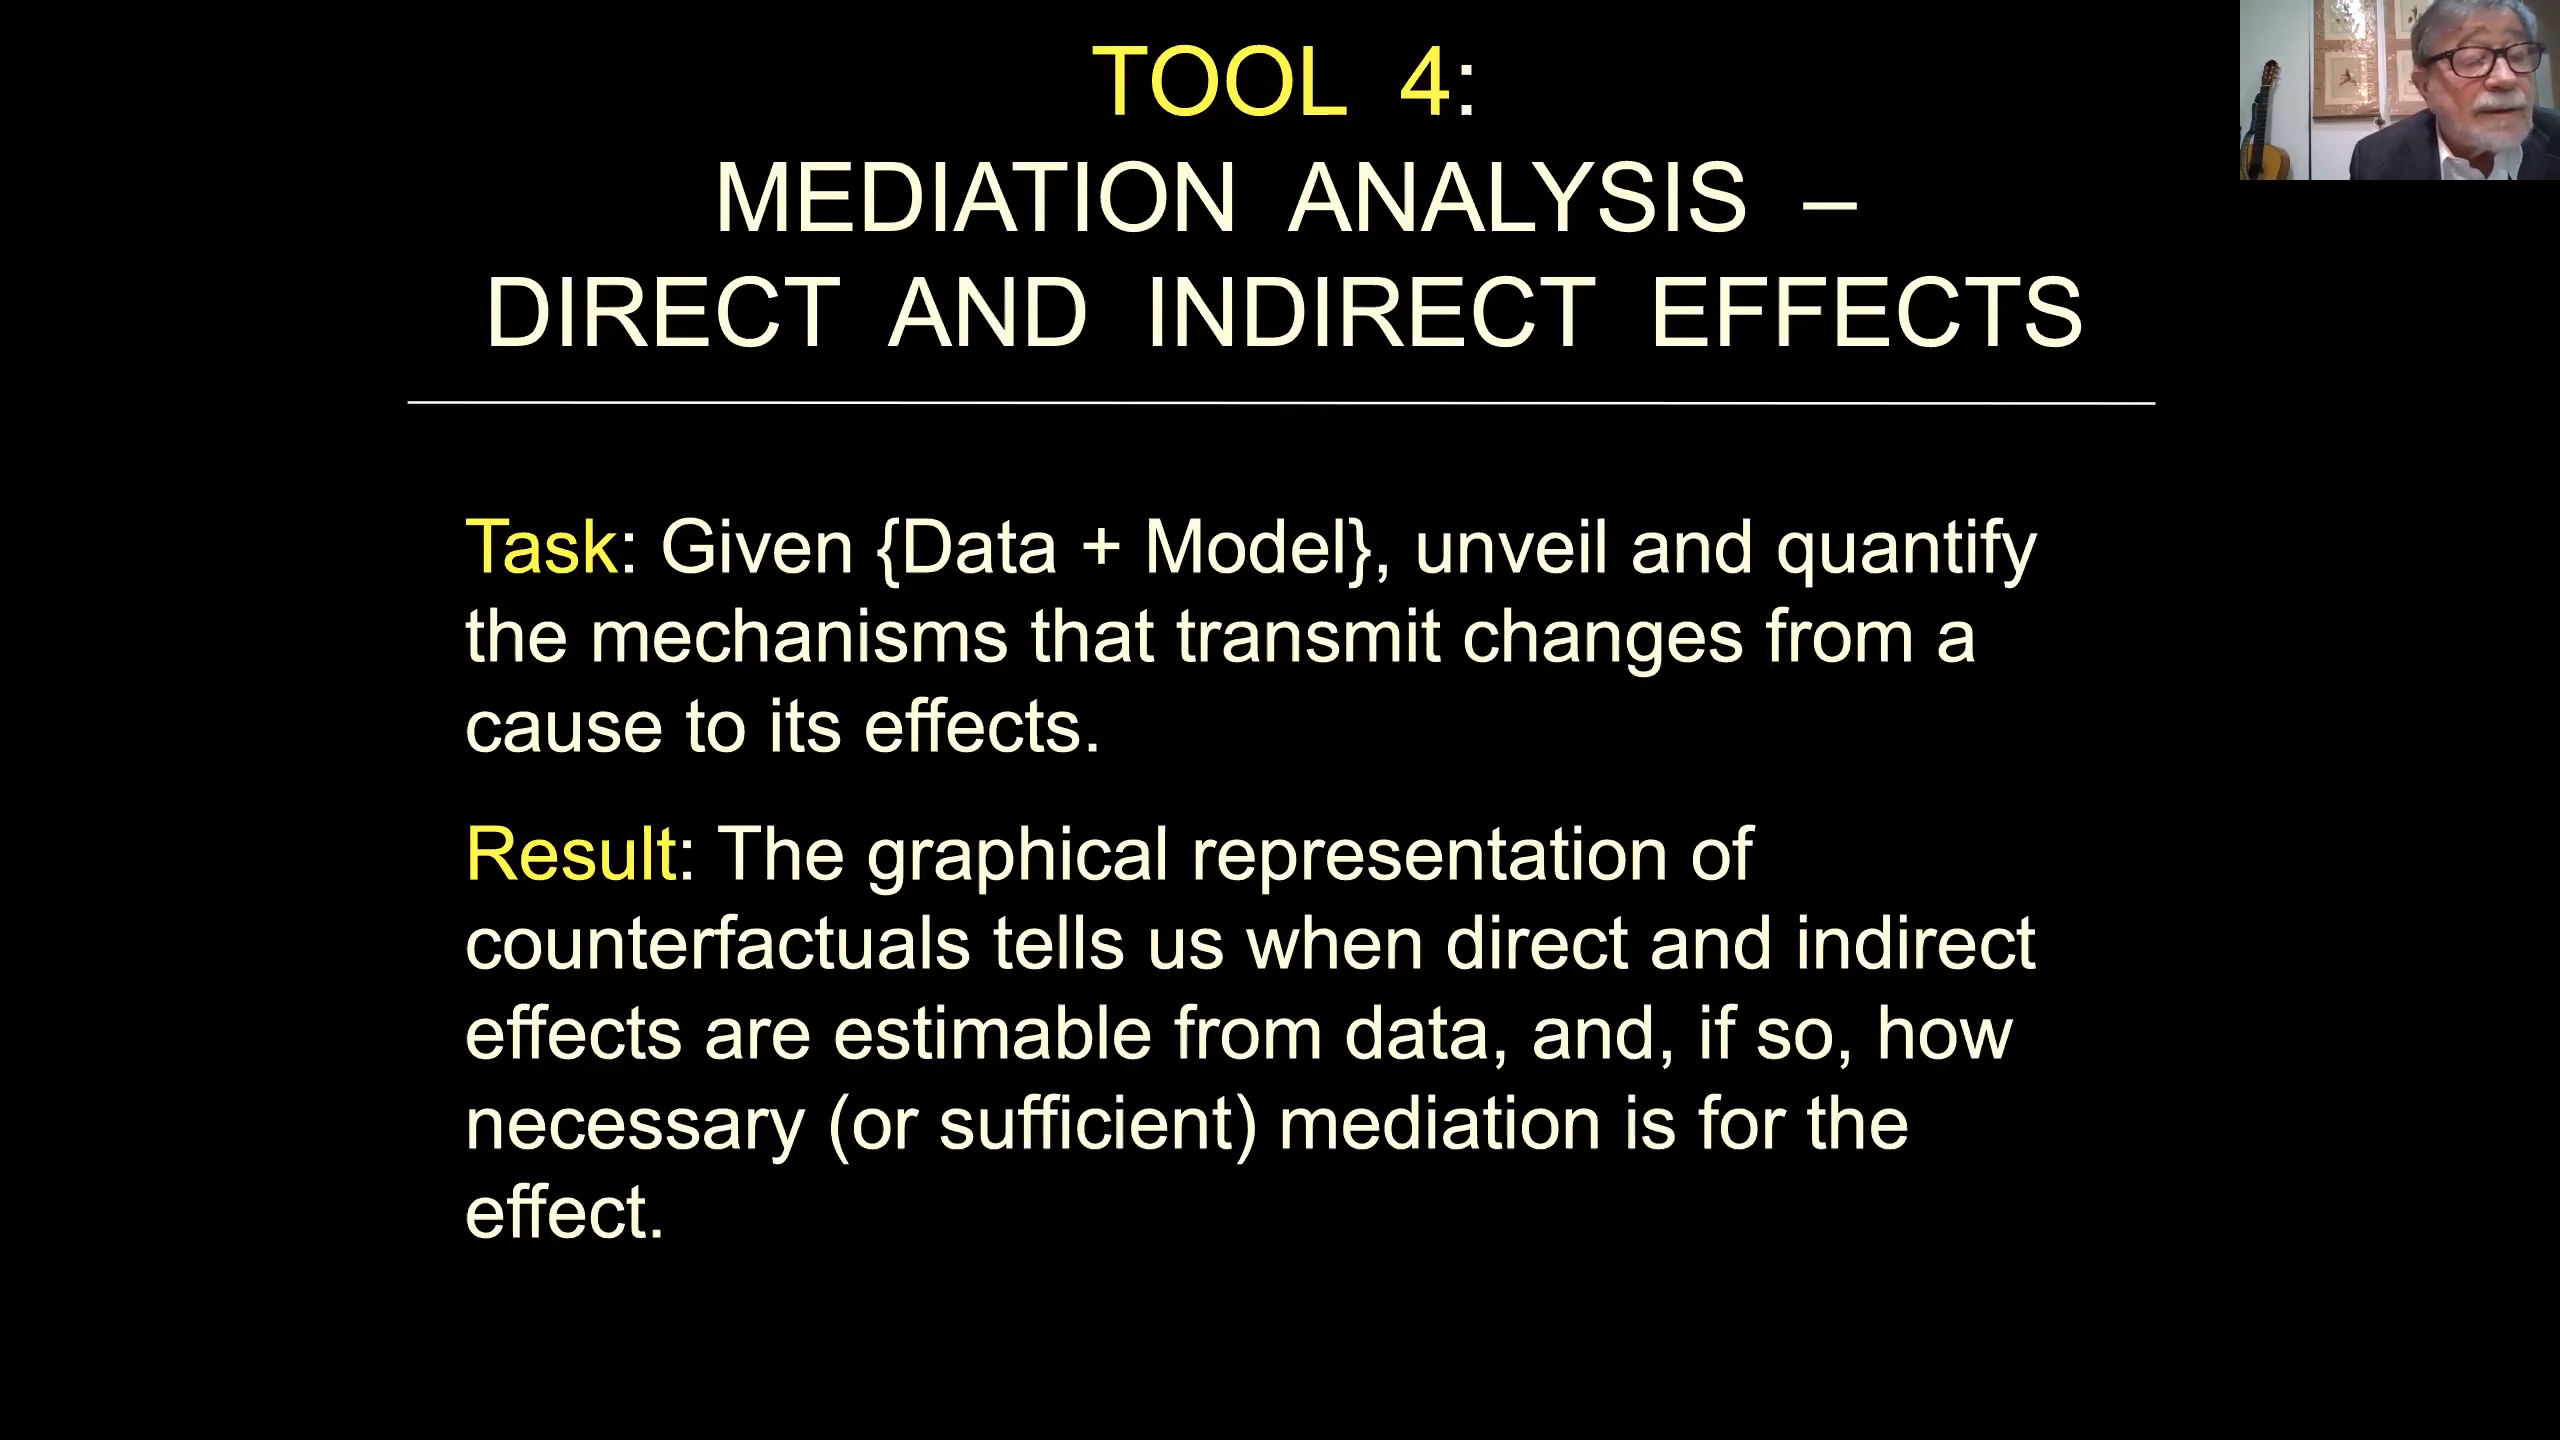 TOOL 4:
MEDIATION ANALYSIS –
DIRECT AND INDIRECT EFFECTS
Task: Given {Data + Model}, unveil and quantify
the mechanisms that transmit changes from a
cause to its effects.
Result: The graphical representation of
counterfactuals tells us when direct and indirect
effects are estimable from data, and, if so, how
necessary (or sufficient) mediation is for the
effect.